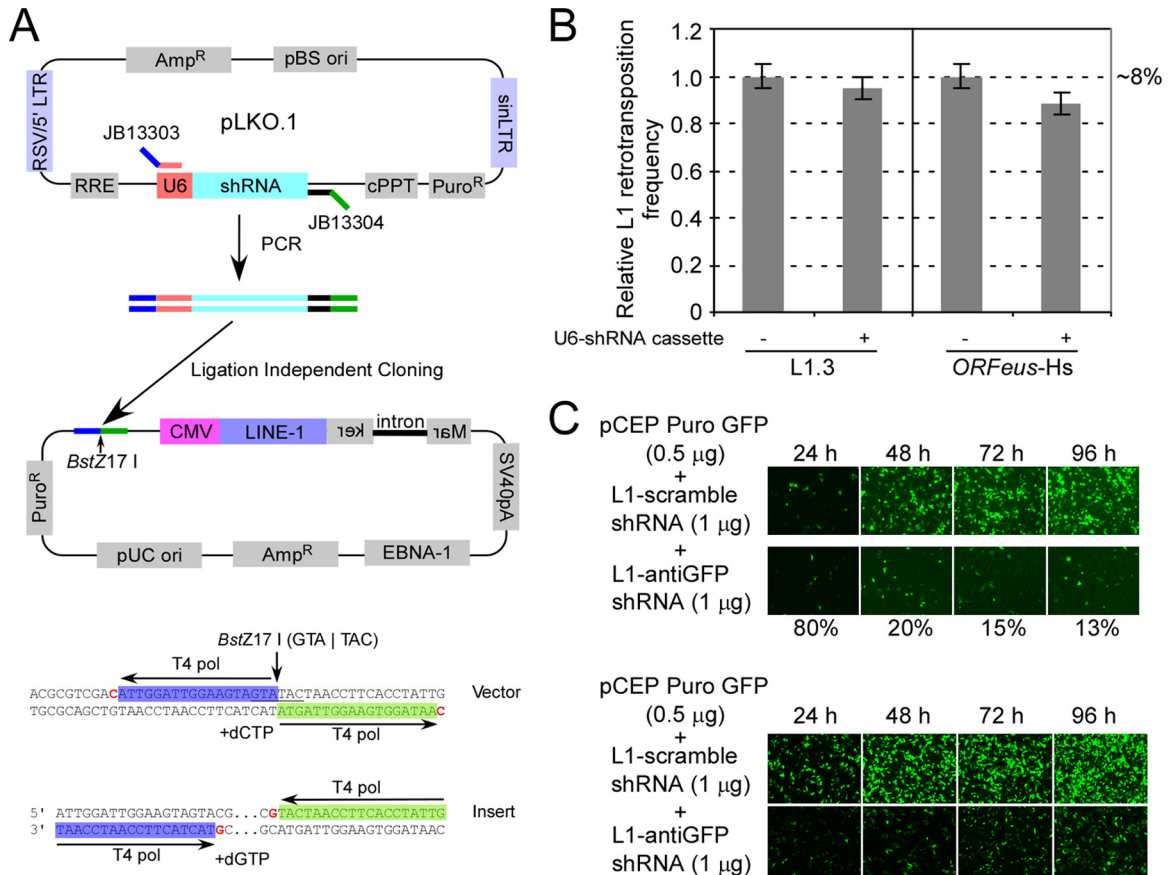 A
Amp^R
pBS ori
RSV/5' LTR
sinLTR
pLKO.1
JB13303
RRE
U6
shRNA
cPPT
Puro^R
JB13304
PCR
Ligation Independent Cloning
CMV
LINE-1
ker
intron
Mar
BstZ17 I
Puro^R
SV40pA
pUC ori
Amp^R
EBNA-1
BstZ17 I (GTA | TAC)
T4 pol
ACGCGTCGACATTGGATTGGAAGTAGTATACTAACCTTCACCTATTG
Vector
TGCGCAGCTGTAACCTAACCTTCATCATATGATTGGAAGTGGATAAC
+dCTP
T4 pol
T4 pol
5' ATTGGATTGGAAGTAGTACG...CGTACTAACCTTCACCTATTG
Insert
3' TAACCTAACCTTCATCATGC...GCATGATTGGAAGTGGATAAC
T4 pol
+dGTP
B
Relative L1 retrotransposition frequency
1.2
1.0
0.8
0.6
0.4
0.2
0
~8%
U6-shRNA cassette - + - +
L1.3
ORFeus-Hs
C
pCEP Puro GFP
(0.5 µg)
24 h 48 h 72 h 96 h
+
L1-scramble
shRNA (1 µg)
+
L1-antiGFP
shRNA (1 µg)
80% 20% 15% 13%
pCEP Puro GFP
(0.5 µg)
24 h 48 h 72 h 96 h
+
L1-scramble
shRNA (1 µg)
+
L1-antiGFP
shRNA (1 µg)